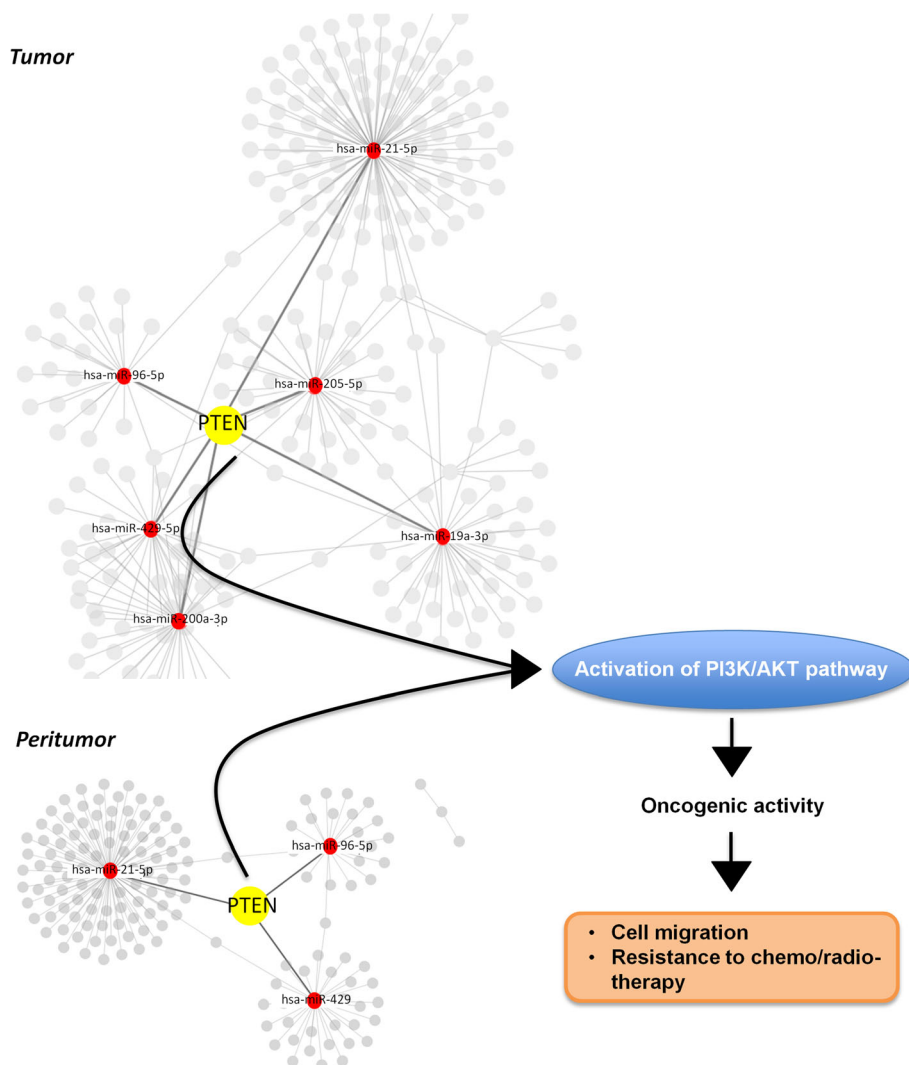 Tumor
hsa-miR-21-5p
hsa-miR-96-5p
hsa-miR-205-5p
PTEN
hsa-miR-429-5p
hsa-miR-19a-3p
hsa-miR-200a-3p
Activation of PI3K/AKT pathway
Peritumor
Oncogenic activity
hsa-miR-96-5p
hsa-miR-21-5p
PTEN
hsa-miR-429
• Cell migration
• Resistance to chemo/radio-
therapy